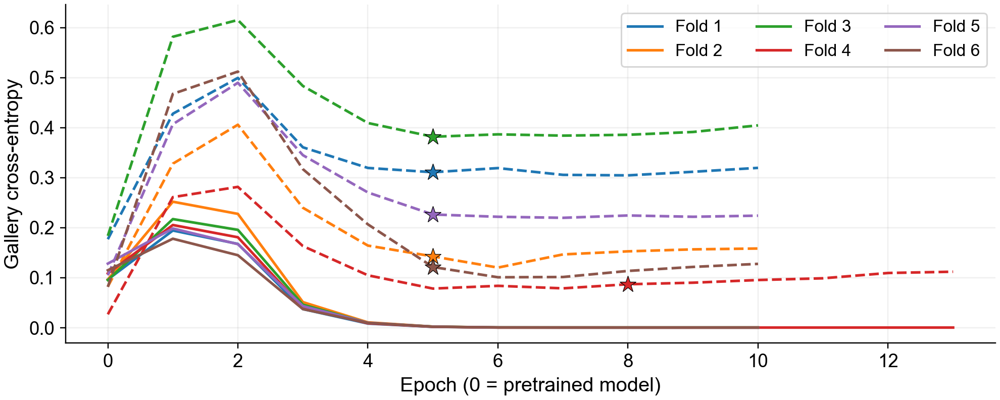 Fold 1 Fold 3 Fold 5
Fold 2 Fold 4 Fold 6
Gallery cross-entropy
0.6
0.5
0.4
0.3
0.2
0.1
0.0
0 2 4 6 8 10 12
Epoch (0 = pretrained model)